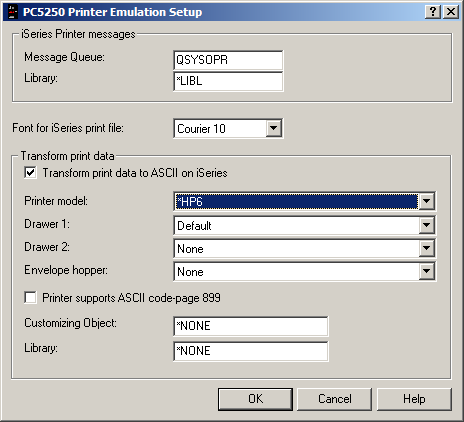 PC5250 Printer Emulation Setup
iSeries Printer messages
Message Queue: QSYSOPR
Library: *LIBL
Font for iSeries print file: Courier 10
Transform print data
Transform print data to ASCII on iSeries
Printer model: *HP6
Drawer 1: Default
Drawer 2: None
Envelope hopper: None
Printer supports ASCII code-page 899
Customizing Object: *NONE
Library: *NONE
OK Cancel Help